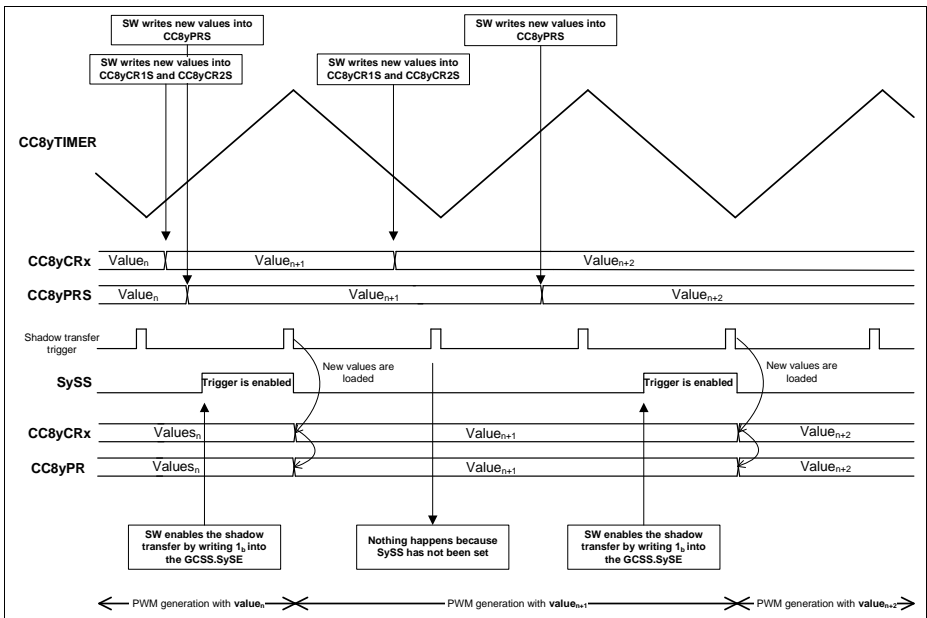 SW writes new values into
CC8yPRS
SW writes new values into
CC8yPRS
SW writes new values into
CC8yCR1S and CC8yCR2S
SW writes new values into
CC8yCR1S and CC8yCR2S
CC8yTIMER
CC8yCRx
Valueₙ
Valueₙ₊₁
Valueₙ₊₂
CC8yPRS
Valueₙ
Valueₙ₊₁
Valueₙ₊₂
Shadow transfer
trigger
New values are
loaded
New values are
loaded
SySS
Trigger is enabled
Trigger is enabled
CC8yCRx
Valuesₙ
Valueₙ₊₁
Valueₙ₊₂
CC8yPR
Valuesₙ
Valueₙ₊₁
Valueₙ₊₂
SW enables the shadow
transfer by writing 1b into
the GCSS.SySE
Nothing happens because
SySS has not been set
SW enables the shadow
transfer by writing 1b into
the GCSS.SySE
PWM generation with valueₙ
PWM generation with valueₙ₊₁
PWM generation with valueₙ₊₂